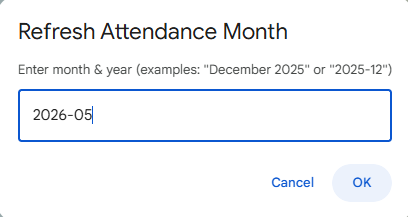 Refresh Attendance Month
Enter month & year (examples: "December 2025" or "2025-12")
2026-05
Cancel
OK